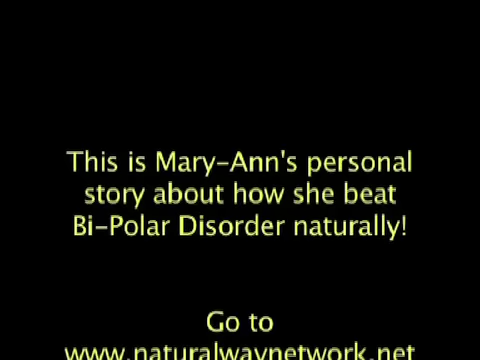 This is Mary-Ann's personal
story about how she beat
Bi-Polar Disorder naturally!
Go to
www.naturalwaynetwork.net